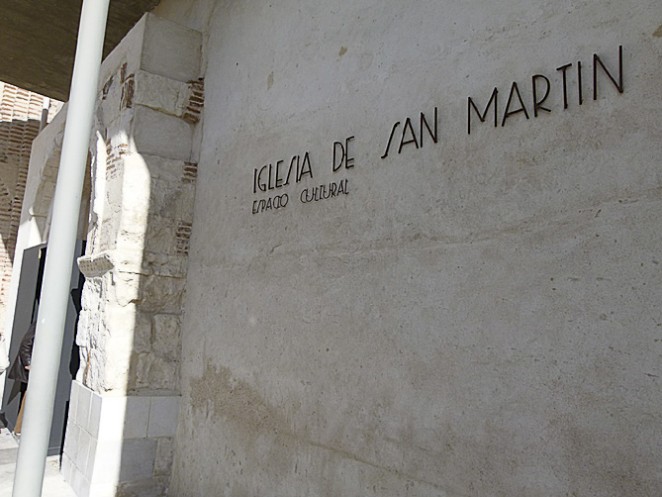 IGLESIA DE SAN MARTIN
ESPACIO CULTURAL